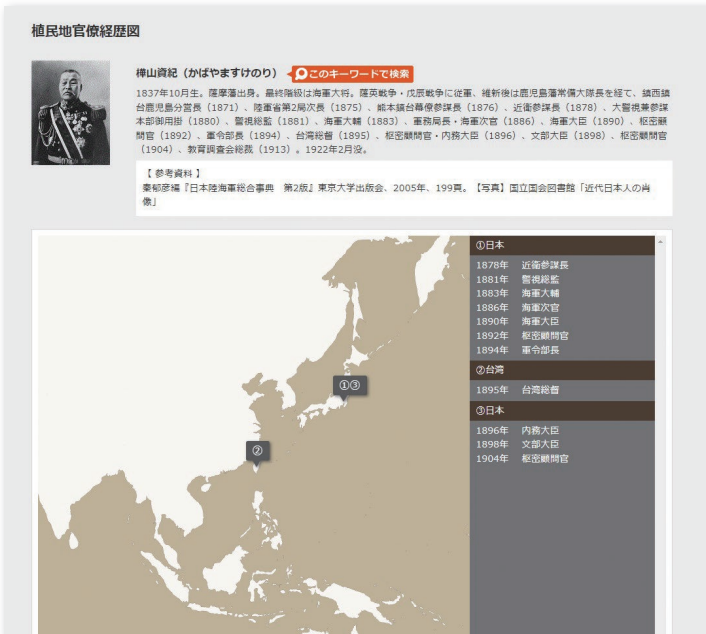 植民地官僚経歴図
樺山資紀（かばやますけのり） このキーワードで検索
1837年10月生。薩摩藩出身。最終階級は海軍大将。薩英戦争・戊辰戦争に従軍、維新後は鹿児島藩常備大隊長を経て、鎮西鎮
台鹿児島分営長（1871）、陸軍省第2局次長（1875）、熊本鎮台幕僚参謀長（1876）、近衛参謀長（1878）、大警視兼参謀
本部御用掛（1880）、警視総監（1881）、海軍大輔（1883）、軍務局長・海軍次官（1886）、海軍大臣（1890）、枢密顧
問官（1892）、軍令部長（1894）、台湾総督（1895）、枢密顧問官・内務大臣（1896）、文部大臣（1898）、枢密顧問官
（1904）、教育調査会総裁（1913）。1922年2月没。
【 参考資料 】
秦郁彦編『日本陸海軍総合事典　第2版』東京大学出版会、2005年、199頁。【写真】国立国会図書館「近代日本人の肖
像」
①日本
1878年 近衛参謀長
1881年 警視総監
1883年 海軍大輔
1886年 海軍次官
1890年 海軍大臣
1892年 枢密顧問官
1894年 軍令部長
②台湾
1895年 台湾総督
③日本
1896年 内務大臣
1898年 文部大臣
1904年 枢密顧問官
①③
②